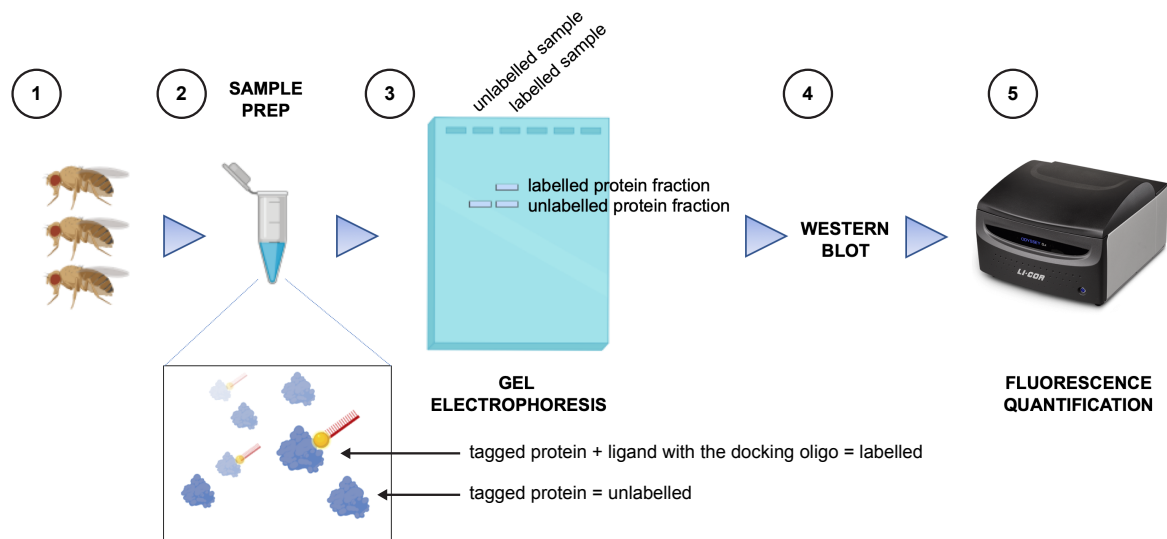 1
2
SAMPLE
PREP
3
unlabelled sample
labelled sample
labelled protein fraction
unlabelled protein fraction
GEL
ELECTROPHORESIS
4
WESTERN
BLOT
5
LI-COR
FLUORESCENCE
QUANTIFICATION
tagged protein + ligand with the docking oligo = labelled
tagged protein = unlabelled